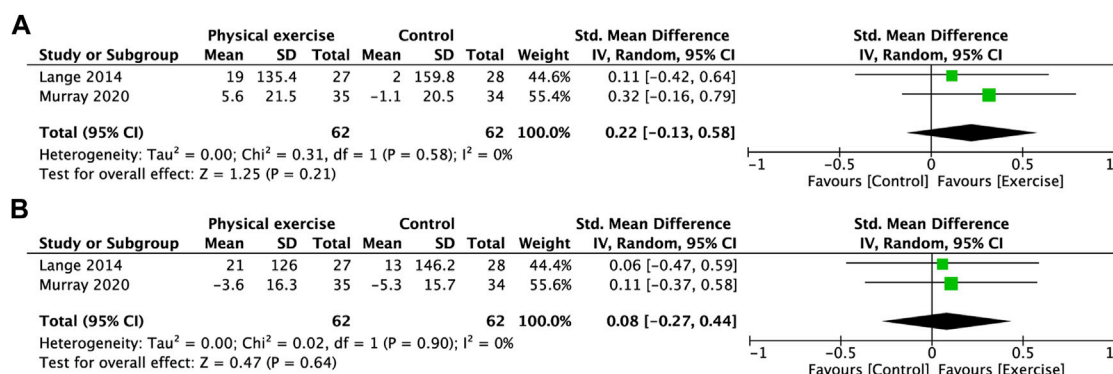 A
Physical exercise Control Std. Mean Difference Std. Mean Difference
Study or Subgroup Mean SD Total Mean SD Total Weight IV, Random, 95% CI IV, Random, 95% CI
Lange 2014 19 135.4 27 2 159.8 28 44.6% 0.11 [-0.42, 0.64]
Murray 2020 5.6 21.5 35 -1.1 20.5 34 55.4% 0.32 [-0.16, 0.79]
Total (95% CI) 62 62 100.0% 0.22 [-0.13, 0.58]
Heterogeneity: Tau² = 0.00; Chi² = 0.31, df = 1 (P = 0.58); I² = 0%
Test for overall effect: Z = 1.25 (P = 0.21)
-1 -0.5 0 0.5 1
Favours [Control] Favours [Exercise]
B
Physical exercise Control Std. Mean Difference Std. Mean Difference
Study or Subgroup Mean SD Total Mean SD Total Weight IV, Random, 95% CI IV, Random, 95% CI
Lange 2014 21 126 27 13 146.2 28 44.4% 0.06 [-0.47, 0.59]
Murray 2020 -3.6 16.3 35 -5.3 15.7 34 55.6% 0.11 [-0.37, 0.58]
Total (95% CI) 62 62 100.0% 0.08 [-0.27, 0.44]
Heterogeneity: Tau² = 0.00; Chi² = 0.02, df = 1 (P = 0.90); I² = 0%
Test for overall effect: Z = 0.47 (P = 0.64)
-1 -0.5 0 0.5 1
Favours [Control] Favours [Exercise]